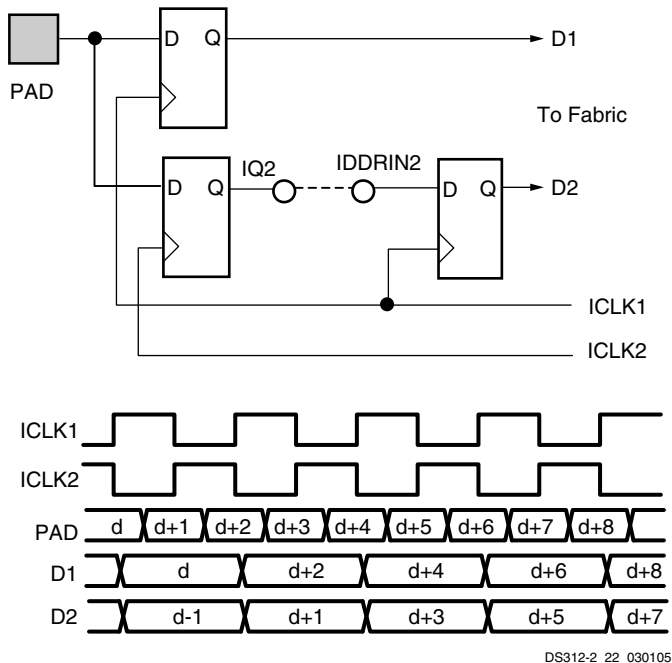 D Q D1
PAD
To Fabric
D Q IQ2 IDDRIN2 D Q D2
ICLK1
ICLK2
ICLK1
ICLK2
PAD d d+1 d+2 d+3 d+4 d+5 d+6 d+7 d+8
D1 d d+2 d+4 d+6 d+8
D2 d-1 d+1 d+3 d+5 d+7
DS312-2_22_030105